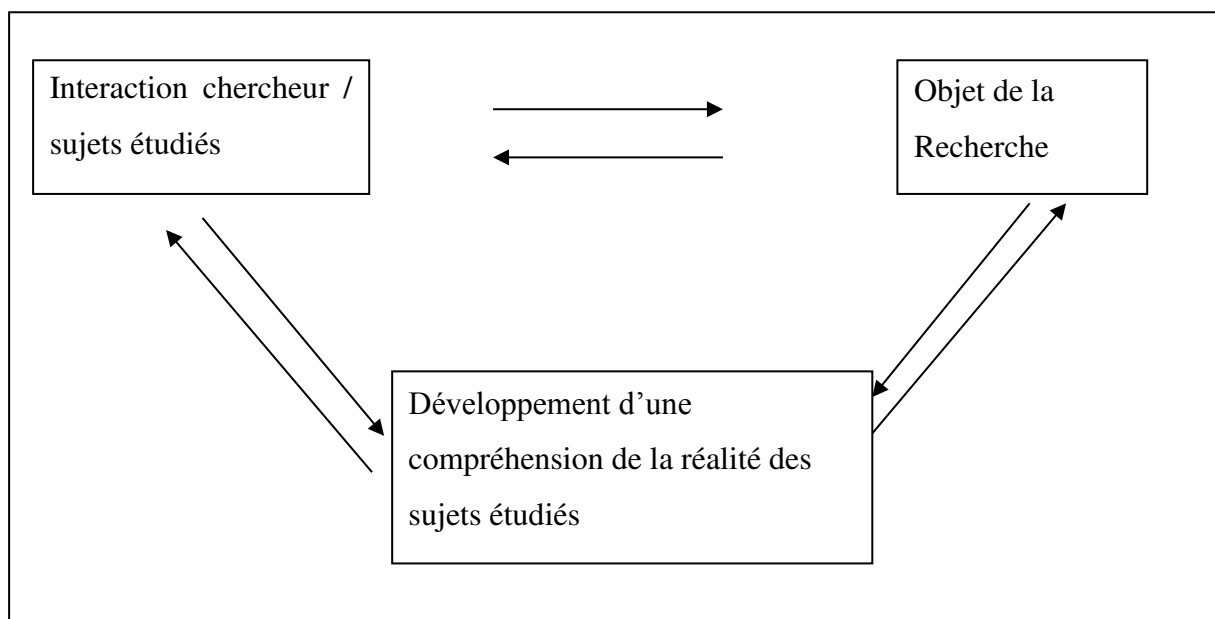 Interaction chercheur /
sujets étudiés
Objet de la
Recherche
Développement d’une
compréhension de la réalité des
sujets étudiés